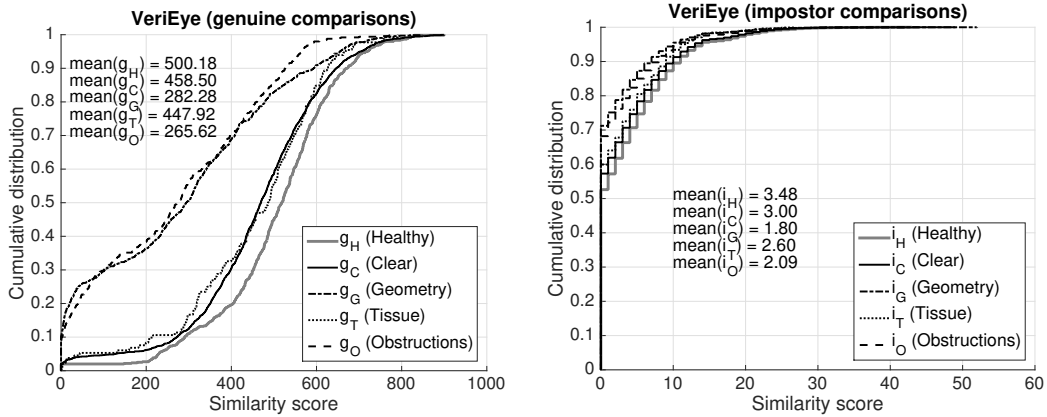 VeriEye (genuine comparisons)
Cumulative distribution
1
0.9
0.8
0.7
0.6
0.5
0.4
0.3
0.2
0.1
0
mean(g_H) = 500.18
mean(g_C) = 458.50
mean(g_G) = 282.28
mean(g_T) = 447.92
mean(g_O) = 265.62
g_H (Healthy)
g_C (Clear)
g_G (Geometry)
g_T (Tissue)
g_O (Obstructions)
0 200 400 600 800 1000
Similarity score
VeriEye (impostor comparisons)
Cumulative distribution
1
0.9
0.8
0.7
0.6
0.5
0.4
0.3
0.2
0.1
0
mean(i_H) = 3.48
mean(i_C) = 3.00
mean(i_G) = 1.80
mean(i_T) = 2.60
mean(i_O) = 2.09
i_H (Healthy)
i_C (Clear)
i_G (Geometry)
i_T (Tissue)
i_O (Obstructions)
0 10 20 30 40 50 60
Similarity score